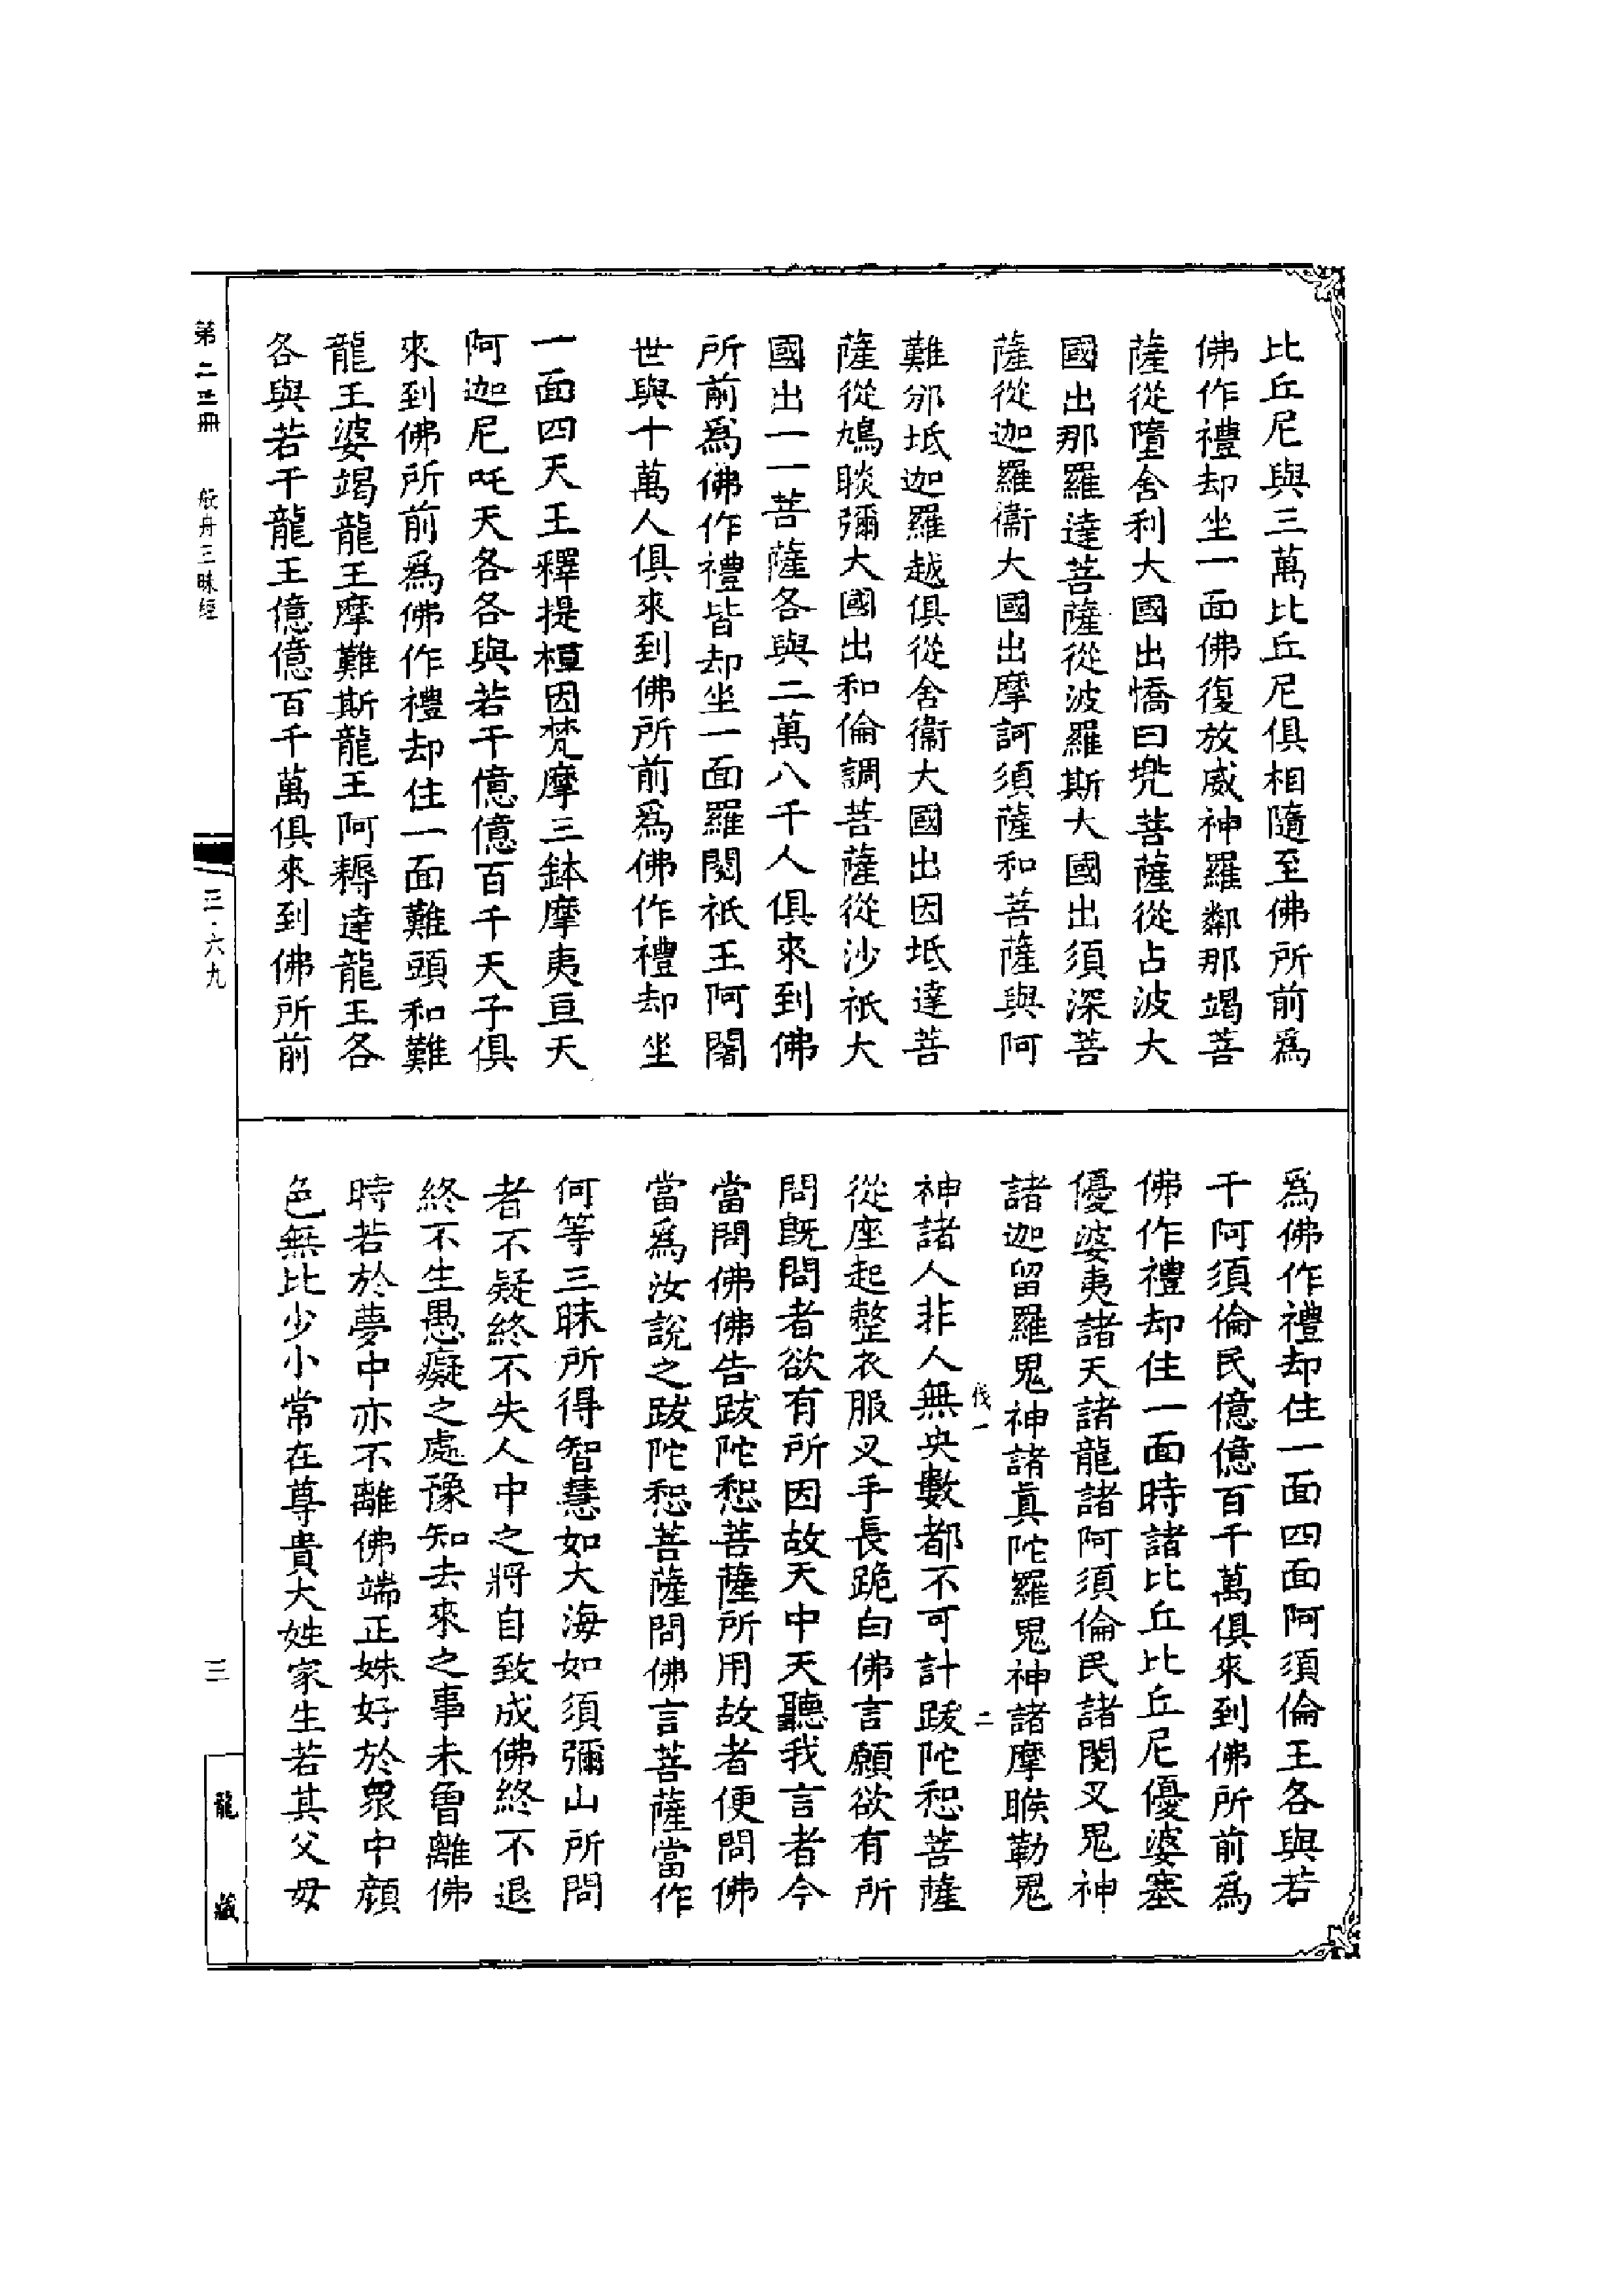 比丘尼與三萬比丘尼俱相隨至佛所前爲
佛作禮却坐一面佛復放威神羅鄰那竭菩
薩從墮舍利大國出憍曰兜菩薩從占波大
國出那羅達菩薩從波羅斯大國出須深菩
薩從迦羅衞大國出摩訶須薩和菩薩與阿
難邠坻迦羅越俱從舍衞大國出因坻達菩
薩從鳩睒彌大國出和倫調菩薩從沙祇大
國出一一菩薩各與二萬八千人俱來到佛
所前爲佛作禮皆却坐一面羅閱祇王阿闍
世與十萬人俱來到佛所前爲佛作禮却坐
一面四天王釋提桓因梵摩三鉢摩夷亘天
阿迦尼吒天各各與若干億億百千天子俱
來到佛所前爲佛作禮却住一面難頭和難
龍王婆竭龍王摩難斯龍王阿耨達龍王各
各與若干龍王億億百千萬俱來到佛所前
爲佛作禮却住一面四面阿須倫王各與若
干阿須倫民億億百千萬俱來到佛所前爲
佛作禮却住一面時諸比丘比丘尼優婆塞
優婆夷諸天諸龍諸阿須倫民諸閱叉鬼神
諸迦留羅鬼神諸真陀羅鬼神諸摩睺勒鬼
二
神諸人非人無央數都不可計跋陀惒菩薩
從座起整衣服叉手長跪白佛言願欲有所
問旣問者欲有所因故天中天聽我言者今
當問佛佛告跋陀惒菩薩所用故者便問佛
當爲汝說之跋陀惒菩薩問佛言菩薩當作
何等三昧所得智慧如大海如須彌山所問
者不疑終不失人中之將自致成佛終不退
終不生愚癡之處豫知去來之事未曾離佛
時若於夢中亦不離佛端正姝好於衆中顏
色無比少小常在尊貴大姓家生若其父母
第二三冊 般舟三昧經
三·六九
三
龍藏